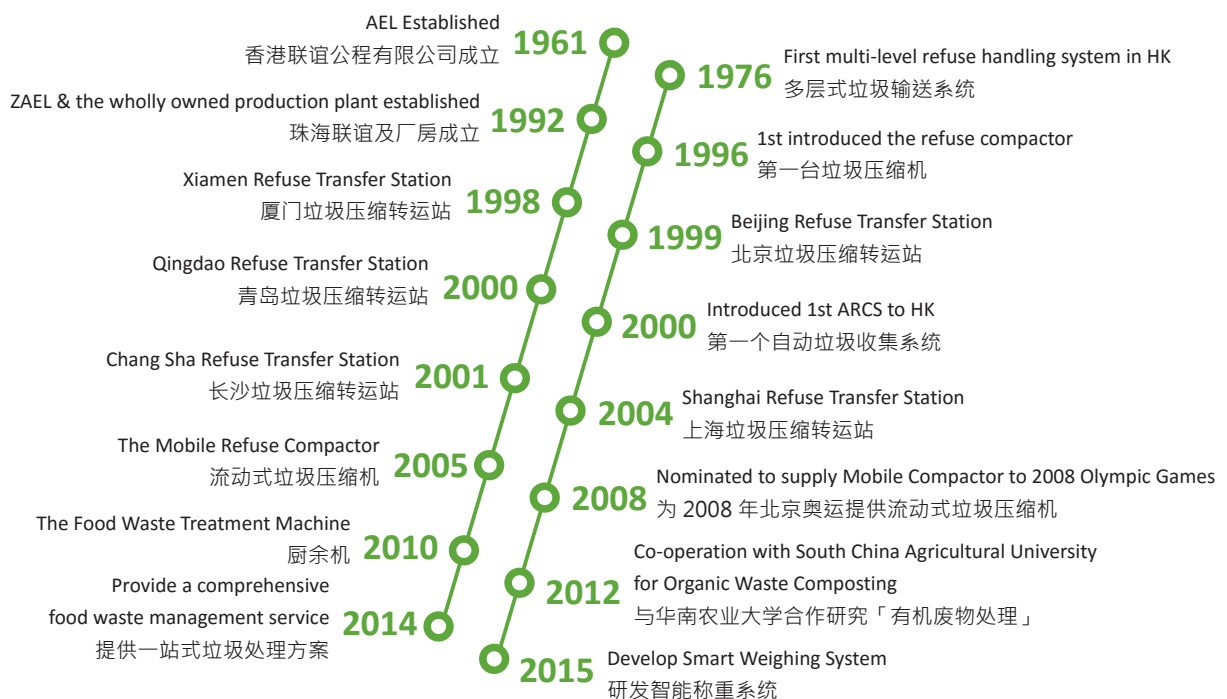 AEL Established
香港联谊公程有限公司成立
1961
First multi-level refuse handling system in HK
多层式垃圾输送系统
1976
ZAEL & the wholly owned production plant established
珠海联谊及厂房成立
1992
1st introduced the refuse compactor
第一台垃圾压缩机
1996
Xiamen Refuse Transfer Station
厦门垃圾压缩转运站
1998
Beijing Refuse Transfer Station
北京垃圾压缩转运站
1999
Qingdao Refuse Transfer Station
青岛垃圾压缩转运站
2000
Introduced 1st ARCS to HK
第一个自动垃圾收集系统
2000
Chang Sha Refuse Transfer Station
长沙垃圾压缩转运站
2001
Shanghai Refuse Transfer Station
上海垃圾压缩转运站
2004
The Mobile Refuse Compactor
流动式垃圾压缩机
2005
Nominated to supply Mobile Compactor to 2008 Olympic Games
为 2008 年北京奥运提供流动式垃圾压缩机
2008
The Food Waste Treatment Machine
厨余机
2010
Co-operation with South China Agricultural University
for Organic Waste Composting
与华南农业大学合作研究「有机废物处理」
2012
Provide a comprehensive
food waste management service
提供一站式垃圾处理方案
2014
Develop Smart Weighing System
研发智能称重系统
2015